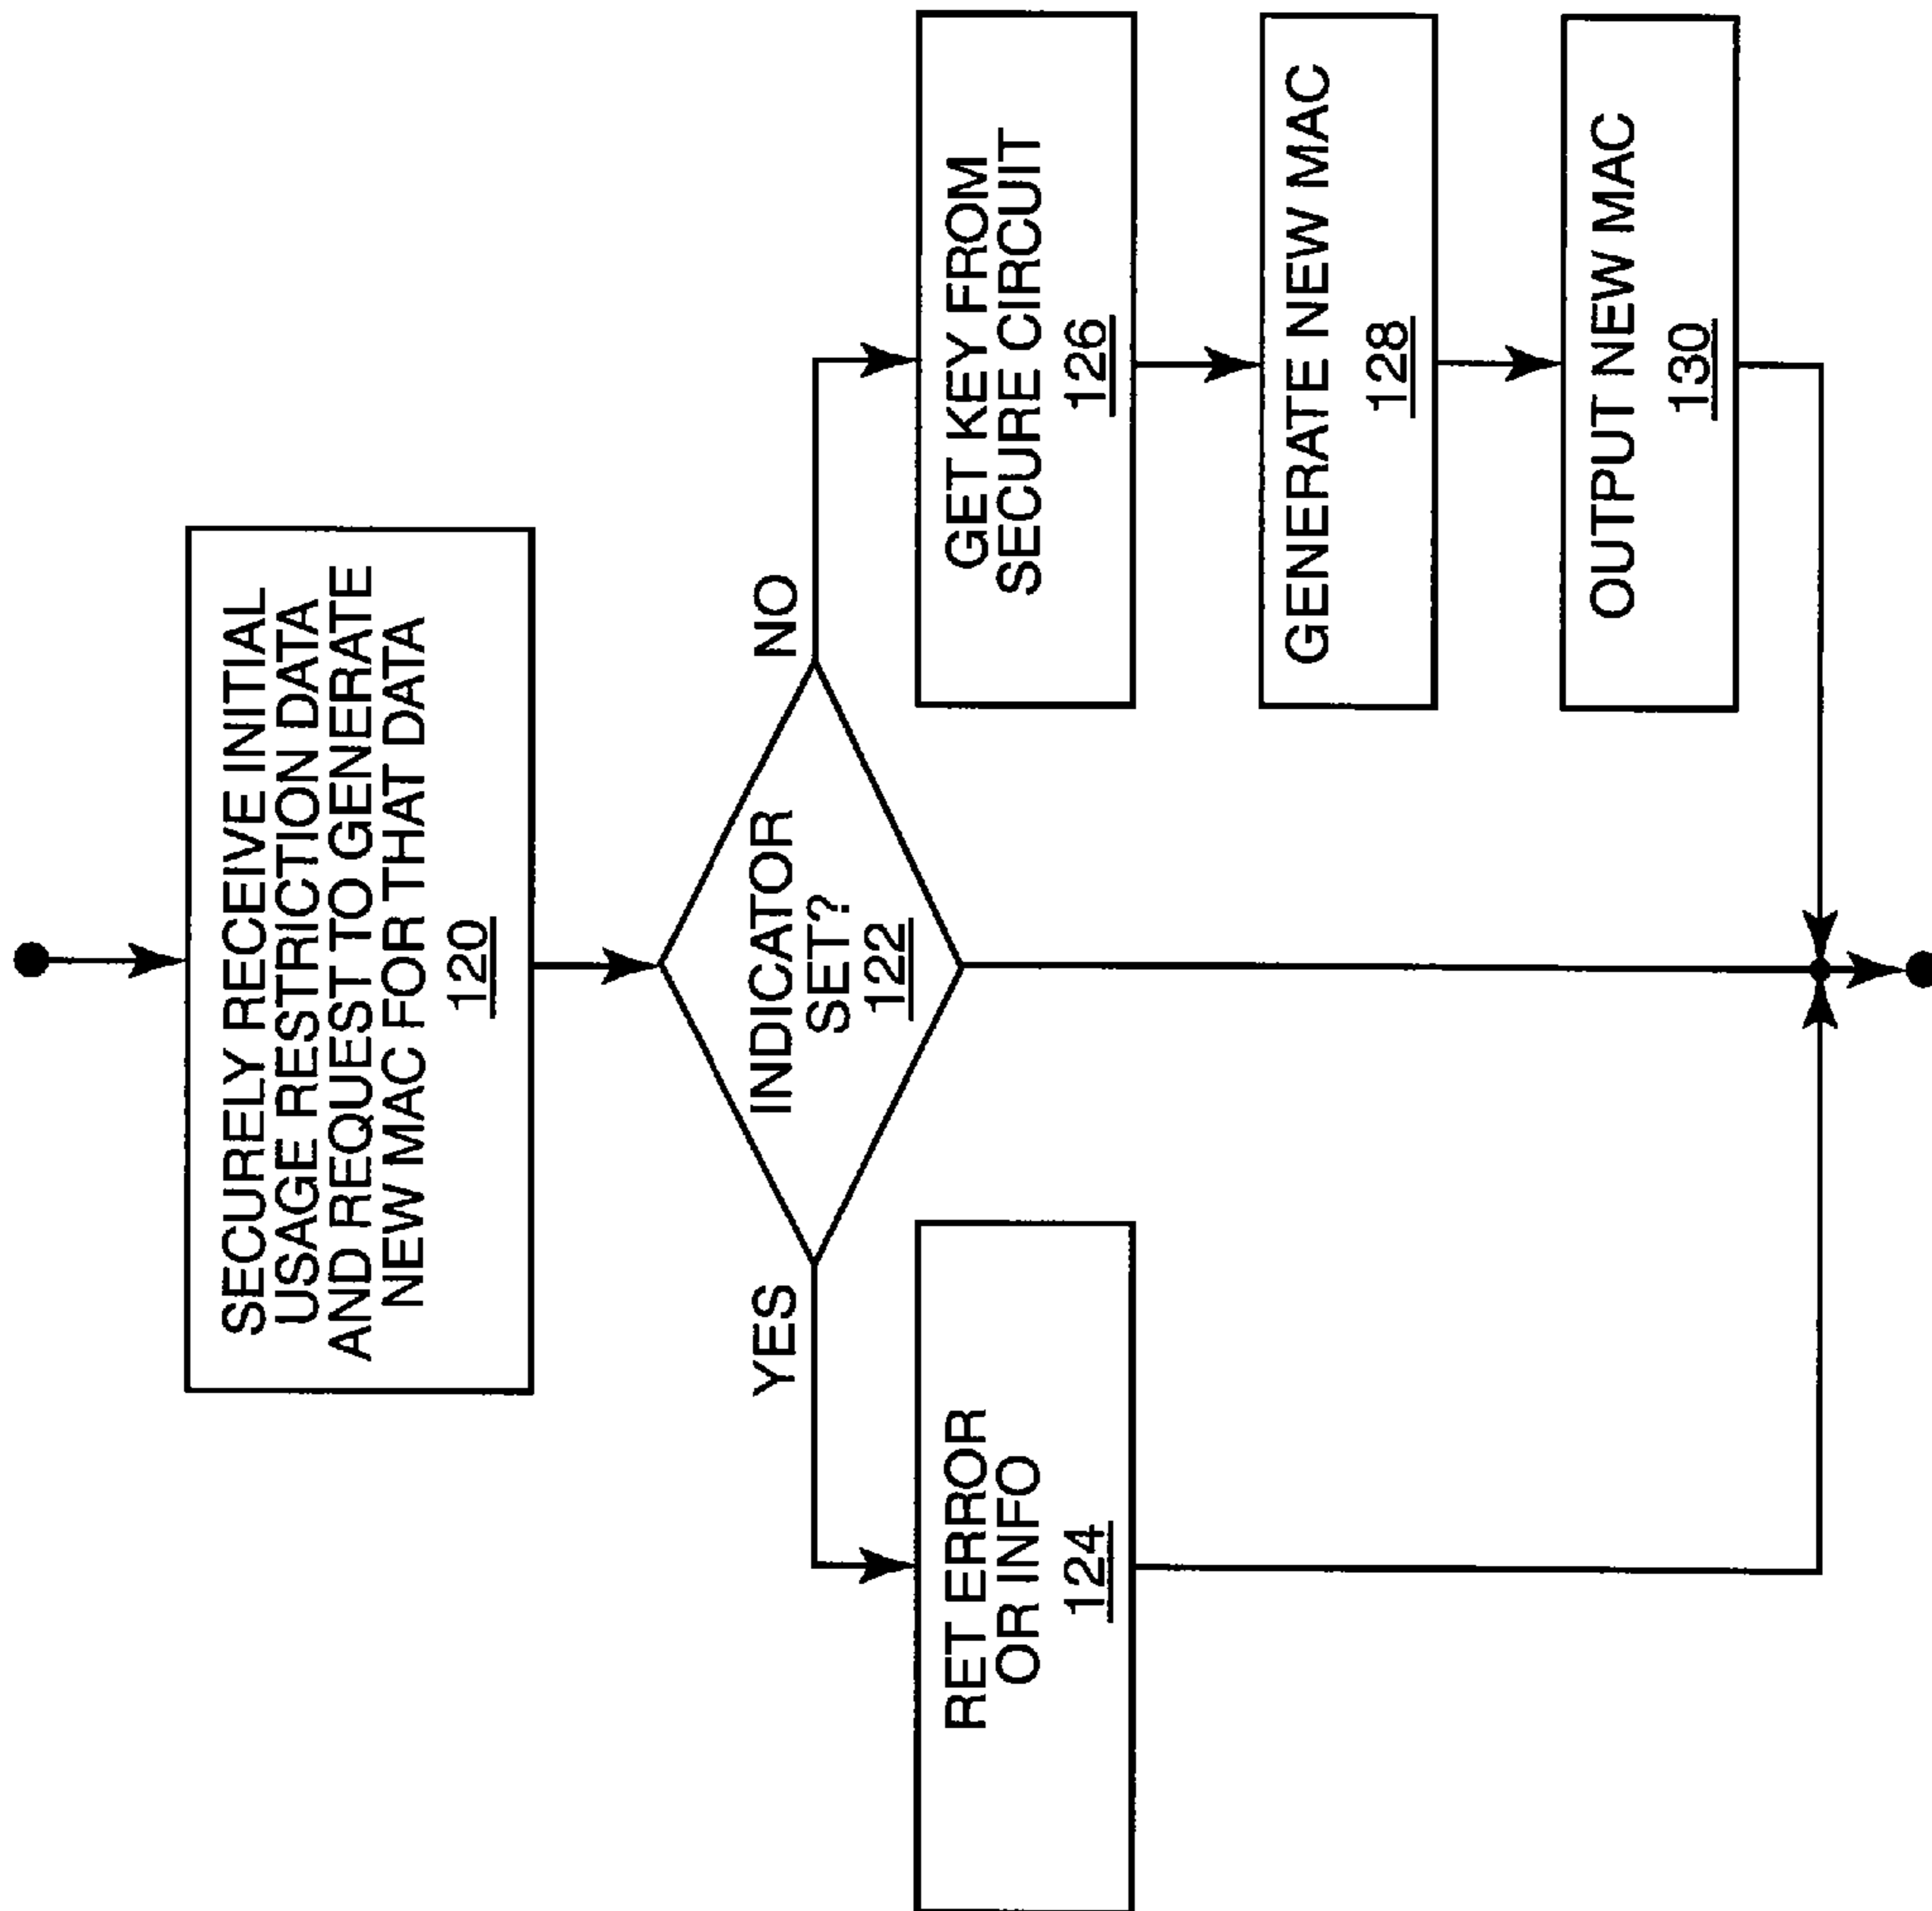 SECURELY RECEIVE INITIAL
USAGE RESTRICTION DATA
AND REQUEST TO GENERATE
NEW MAC FOR THAT DATA
120
INDICATOR
SET?
122
YES
NO
RET ERROR
OR INFO
124
GET KEY FROM
SECURE CIRCUIT
126
GENERATE NEW MAC
128
OUTPUT NEW MAC
130